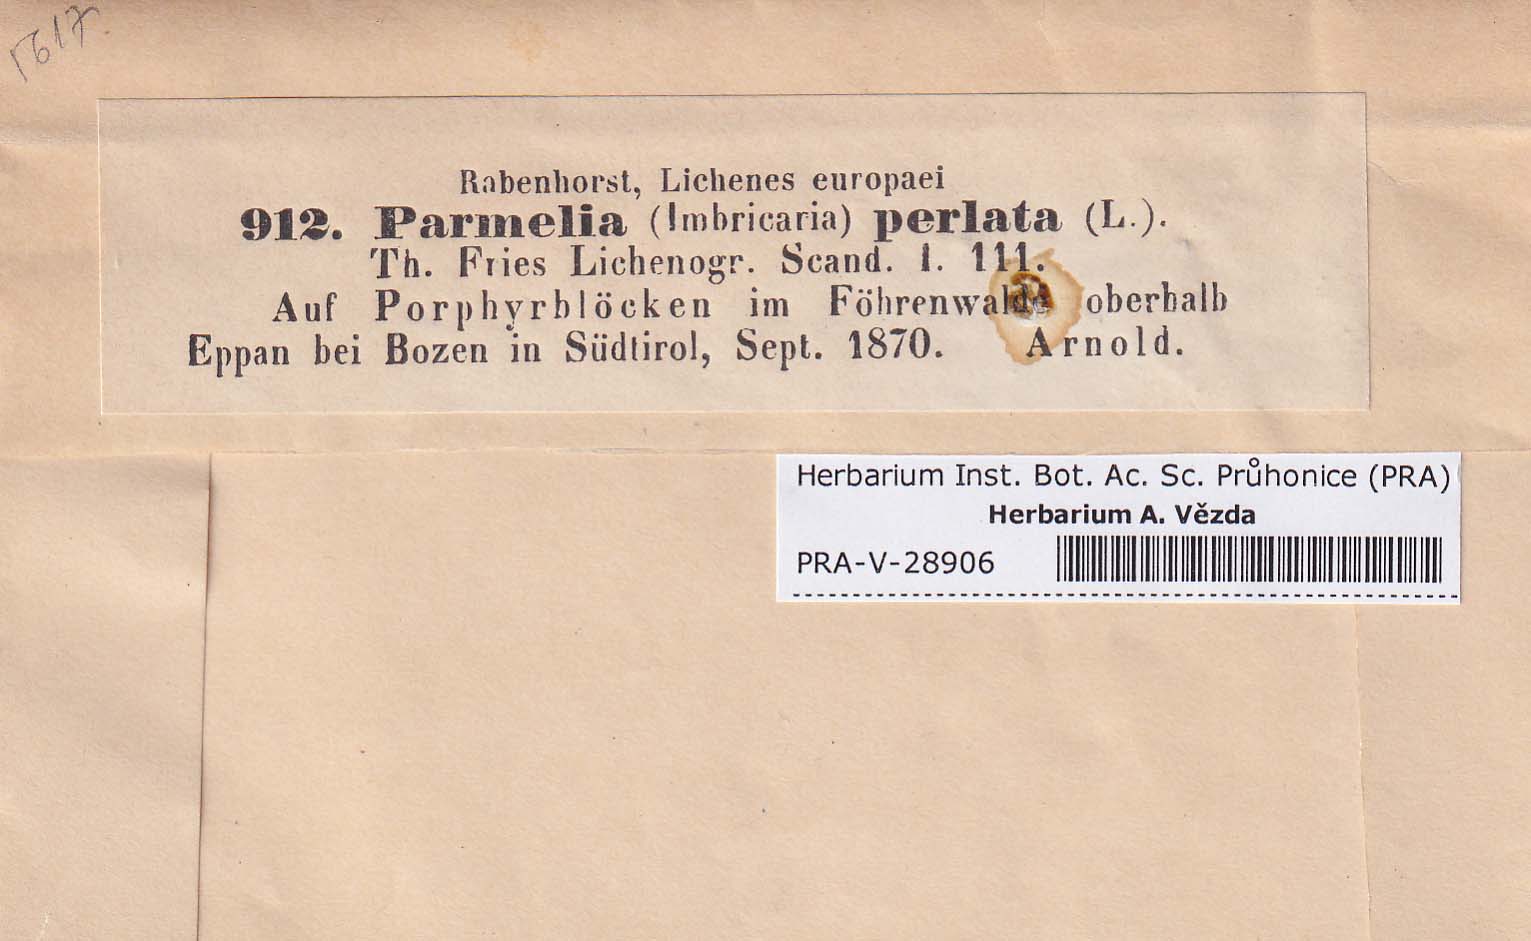 1617.
Rabenhorst, Lichenes europaei
912. Parmelia (Imbricaria) perlata (L.).
Th. Fries Lichenogr. Scand. I. 111.
Auf Porphyrblöcken im Föhrenwalde oberhalb
Eppan bei Bozen in Südtirol, Sept. 1870. Arnold.
Herbarium Inst. Bot. Ac. Sc. Průhonice (PRA)
Herbarium A. Vězda
PRA-V-28906